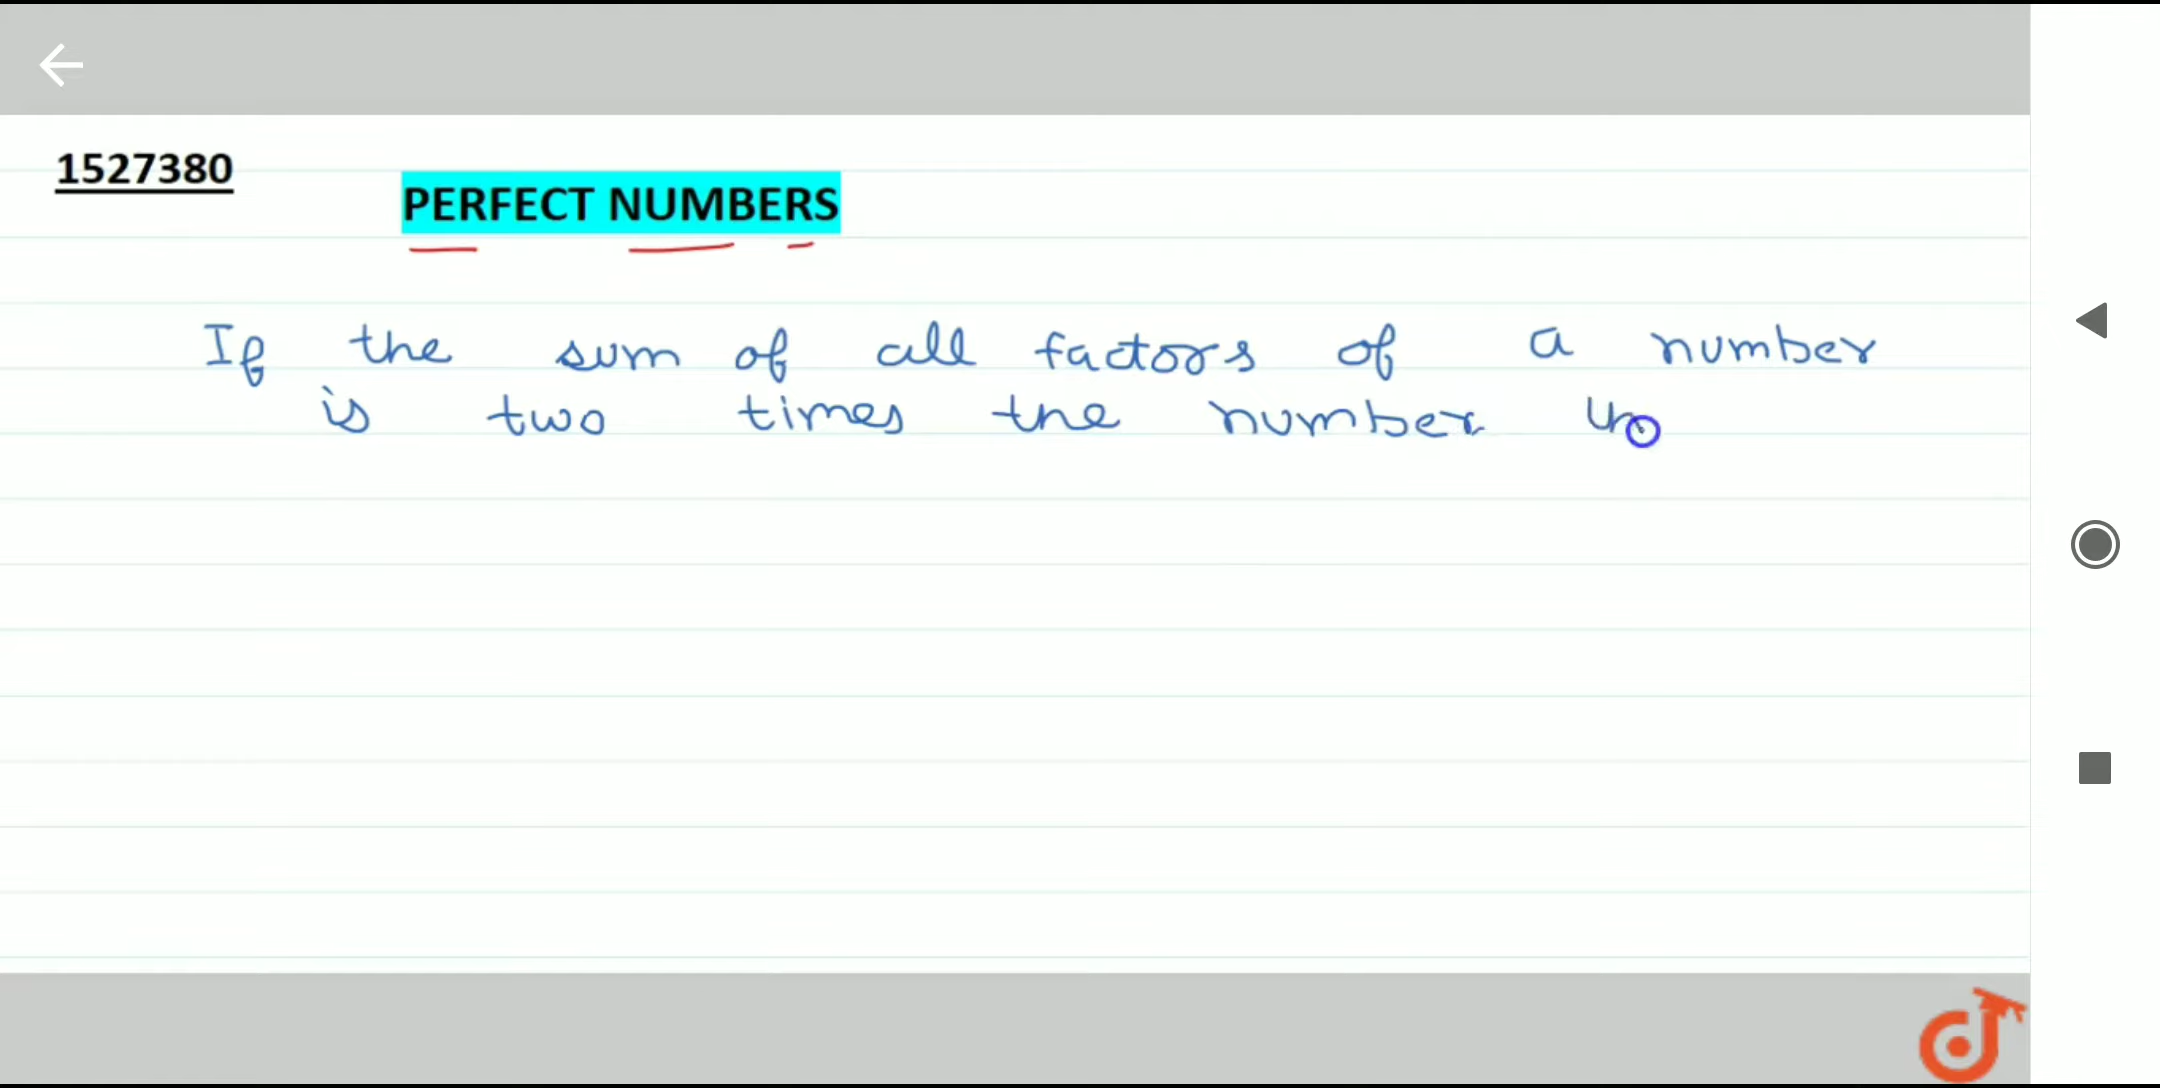 1527380
PERFECT NUMBERS
If the sum of all factors of a number
is two times the number